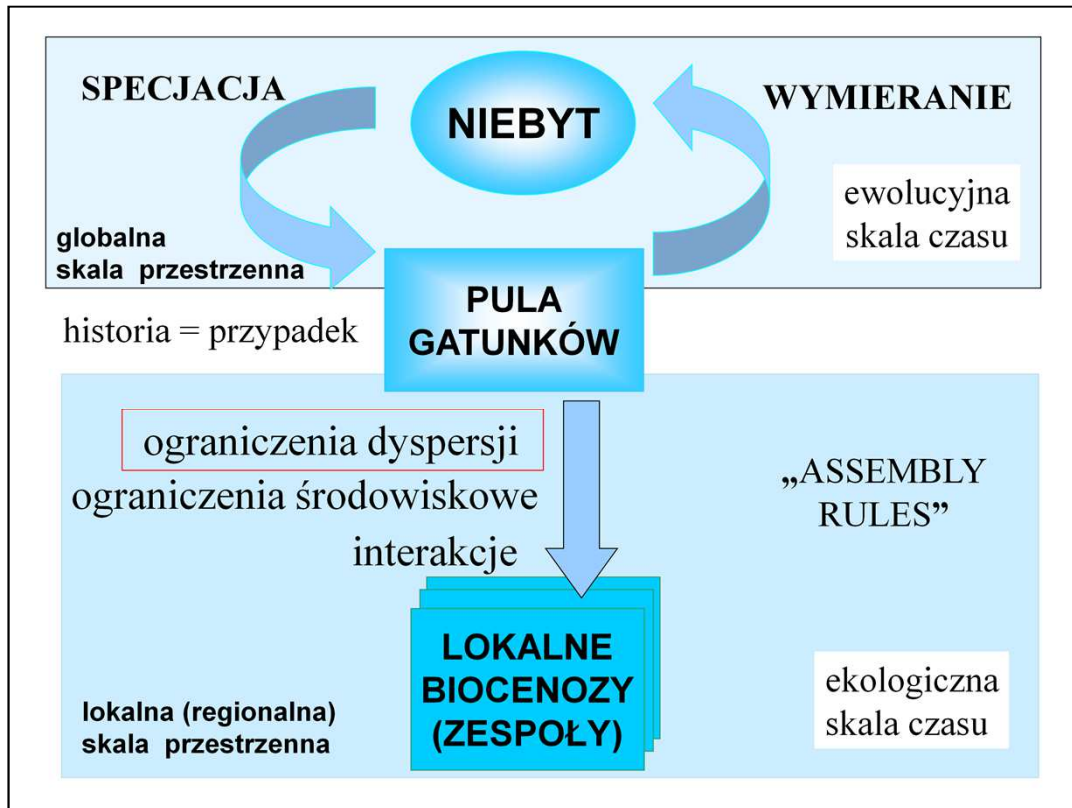 SPECJACJA
NIEBYT
WYMIERANIE
ewolucyjna
skala czasu
globalna
skala przestrzenna
PULA
GATUNKÓW
historia = przypadek
ograniczenia dyspersji
ograniczenia środowiskowe
interakcje
„ASSEMBLY
RULES”
LOKALNE
BIOCENOZY
(ZESPOŁY)
lokalna (regionalna)
skala przestrzenna
ekologiczna
skala czasu